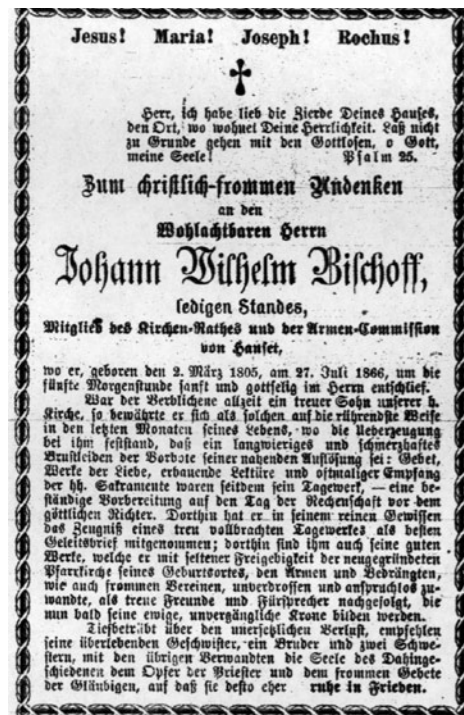 Jesus! Maria! Joseph! Rochus!
Herr, ich habe lieb die Zierde Deines Hauses,
den Ort, wo wohnet Deine Herrlichkeit. Laß nicht
zu Grunde gehen mit den Gottlosen, o Gott,
meine Seele! Psalm 25.
Zum christlich-frommen Andenken
an den
Wohlachtbaren Herrn
Johann Wilhelm Bischoff,
ledigen Standes,
Mitglied des Kirchen-Rathes und der Armen-Commission
von Hauset,
wo er, geboren den 2. März 1805, am 27. Juli 1866, um die
fünfte Morgenstunde sanft und gottselig im Herrn entschlief.
War der Verblichene allzeit ein treuer Sohn unserer h.
Kirche, so bewährte er sich als solchen auf die rührendste Weise
in den letzten Monaten seines Lebens, wo die Ueberzeugung
bei ihm feststand, daß ein langwieriges und schmerzhaftes
Brustleiden der Vorbote seiner nahenden Auflösung sei: Gebet,
Werke der Liebe, erbauende Lektüre und oftmaliger Empfang
der hh. Sakramente waren seitdem sein Tagewerk, — eine be-
ständige Vorbereitung auf den Tag der Rechenschaft vor dem
göttlichen Richter. Dorthin hat er in seinem reinen Gewissen
das Zeugniß eines treu vollbrachten Tagewerkes als besten
Geleitsbrief mitgenommen; dorthin sind ihm auch seine guten
Werke, welche er mit seltener Freigebigkeit der neugegründeten
Pfarrkirche seines Geburtsortes, den Armen und Bedrängten,
wie auch frommen Vereinen, unverdrossen und anspruchlos zu-
wandte, als treue Freunde und Fürsprecher nachgefolgt, die
nun bald seine ewige, unvergängliche Krone bilden werden.
Tiefbetrübt über den unersetzlichen Verlust, empfehlen
seine überlebenden Geschwister, ein Bruder und zwei Schwe-
stern, mit den übrigen Verwandten die Seele des Dahinge-
schiedenen dem Opfer der Priester und dem frommen Gebete
der Gläubigen, auf daß sie desto eher ruhe in Frieden.